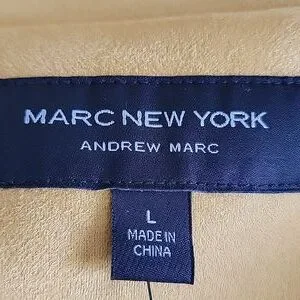 MARC NEW YORK
ANDREW MARC
L
MADE IN
CHINA